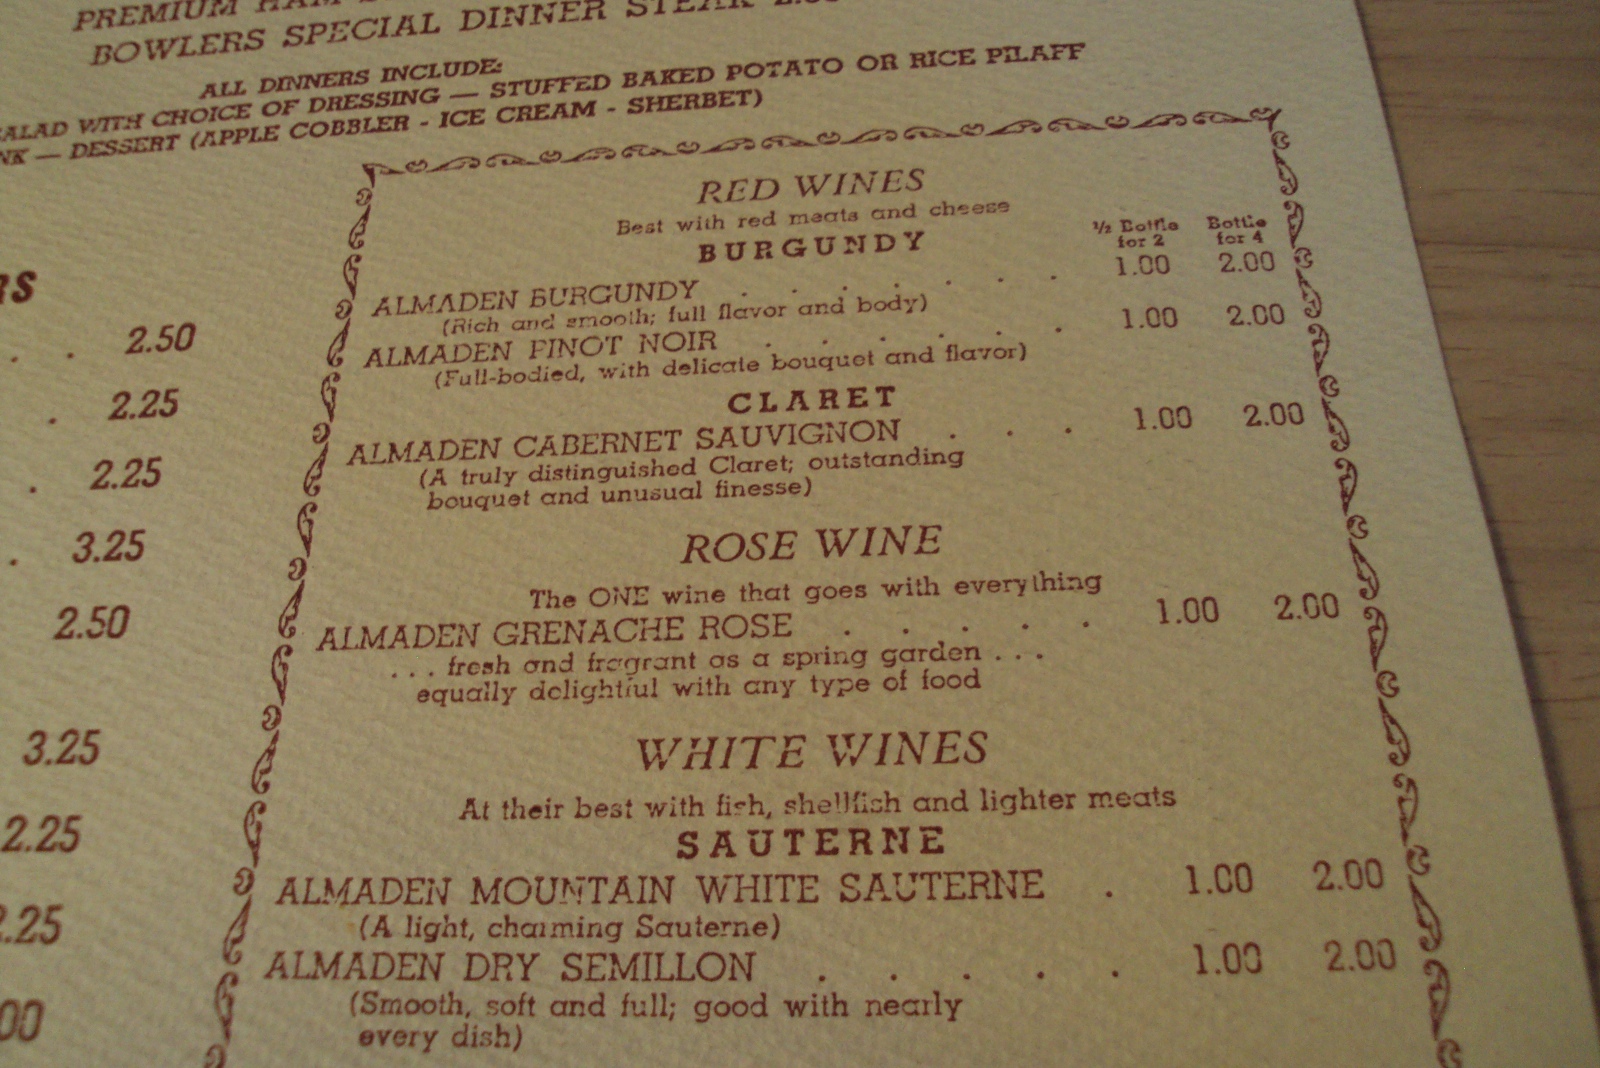 PREMIUM HAM
BOWLERS SPECIAL DINNER STEAK
ALL DINNERS INCLUDE:
SALAD WITH CHOICE OF DRESSING — STUFFED BAKED POTATO OR RICE PILAFF
— DESSERT (APPLE COBBLER - ICE CREAM - SHERBET)
RED WINES
Best with red meats and cheese
BURGUNDY
½ Bottle for 2
Bottle for 4
ALMADEN BURGUNDY . . . . . . . 1.00 2.00
(Rich and smooth; full flavor and body)
ALMADEN PINOT NOIR . . . . . . 1.00 2.00
(Full-bodied, with delicate bouquet and flavor)
CLARET
ALMADEN CABERNET SAUVIGNON . . . 1.00 2.00
(A truly distinguished Claret; outstanding
bouquet and unusual finesse)
ROSE WINE
The ONE wine that goes with everything
ALMADEN GRENACHE ROSE . . . . . 1.00 2.00
. . . fresh and fragrant as a spring garden . . .
equally delightful with any type of food
WHITE WINES
At their best with fish, shellfish and lighter meats
SAUTERNE
ALMADEN MOUNTAIN WHITE SAUTERNE . 1.00 2.00
(A light, charming Sauterne)
ALMADEN DRY SEMILLON . . . . . 1.00 2.00
(Smooth, soft and full; good with nearly
every dish)
. . 2.50
. 2.25
. 2.25
. 3.25
2.50
3.25
2.25
.25
00